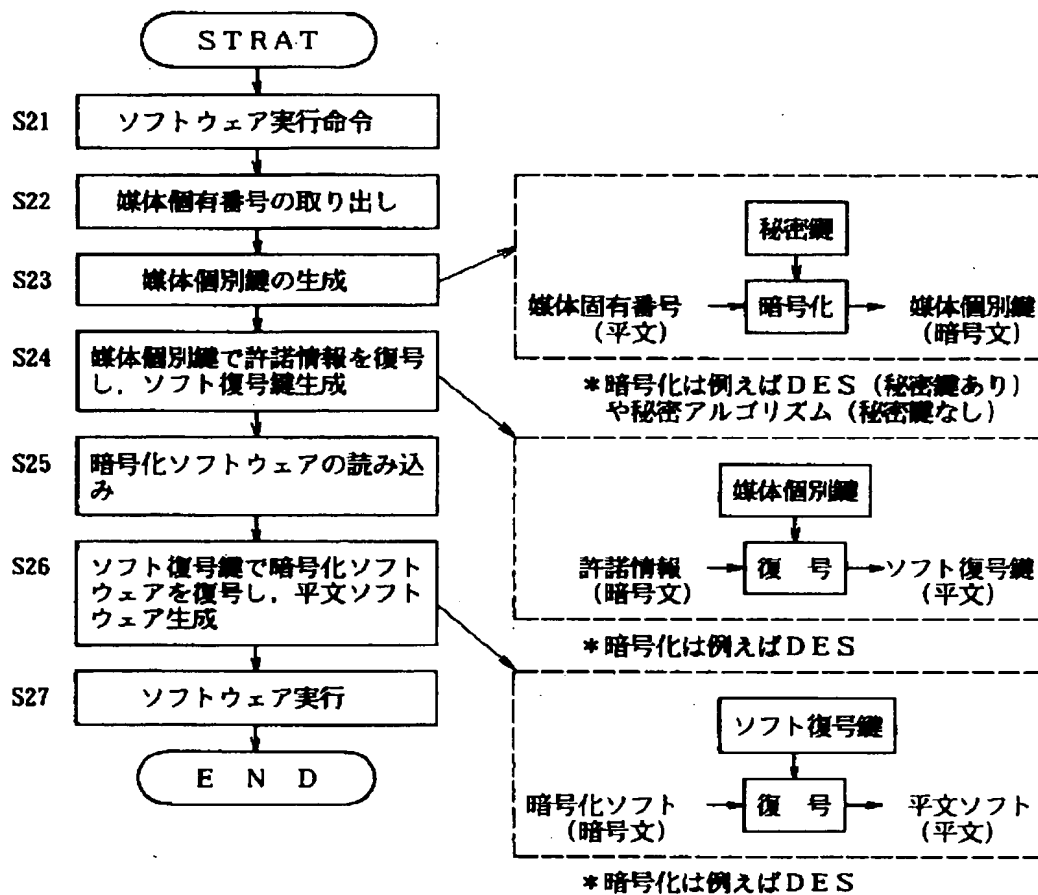 STRAT
S21
ソフトウェア実行命令
S22
媒体個有番号の取り出し
S23
媒体個別鍵の生成
S24
媒体個別鍵で許諾情報を復号
し，ソフト復号鍵生成
S25
暗号化ソフトウェアの読み込
み
S26
ソフト復号鍵で暗号化ソフト
ウェアを復号し，平文ソフト
ウェア生成
S27
ソフトウェア実行
END
秘密鍵
媒体固有番号
(平文)
暗号化
媒体個別鍵
(暗号文)
＊暗号化は例えばＤＥＳ（秘密鍵あり）
や秘密アルゴリズム（秘密鍵なし）
媒体個別鍵
許諾情報
(暗号文)
復 号
ソフト復号鍵
(平文)
＊暗号化は例えばＤＥＳ
ソフト復号鍵
暗号化ソフト
(暗号文)
復 号
平文ソフト
(平文)
＊暗号化は例えばＤＥＳ